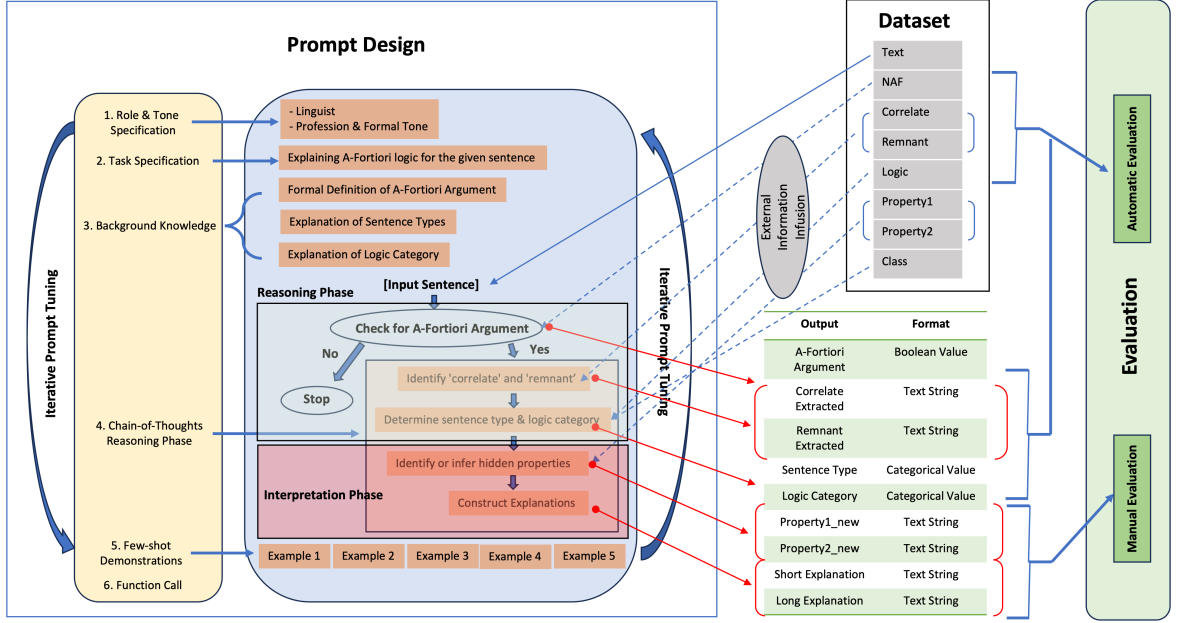 Prompt Design
Iterative Prompt Tuning
1. Role & Tone
Specification
2. Task Specification
3. Background Knowledge
4. Chain-of-Thoughts
Reasoning Phase
5. Few-shot
Demonstrations
6. Function Call
- Linguist
- Profession & Formal Tone
Explaining A-Fortiori logic for the given sentence
Formal Definition of A-Fortiori Argument
Explanation of Sentence Types
Explanation of Logic Category
[Input Sentence]
Reasoning Phase
Check for A-Fortiori Argument
No
Yes
Stop
Identify 'correlate' and 'remnant'
Determine sentence type & logic category
Identify or infer hidden properties
Interpretation Phase
Construct Explanations
Example 1
Example 2
Example 3
Example 4
Example 5
Iterative Prompt Tuning
External
Information
Infusion
Dataset
Text
NAF
Correlate
Remnant
Logic
Property1
Property2
Class
Output Format
A-Fortiori
Argument
Boolean Value
Correlate
Extracted
Text String
Remnant
Extracted
Text String
Sentence Type Categorical Value
Logic Category Categorical Value
Property1_new Text String
Property2_new Text String
Short Explanation Text String
Long Explanation Text String
Evaluation
Automatic Evaluation
Manual Evaluation